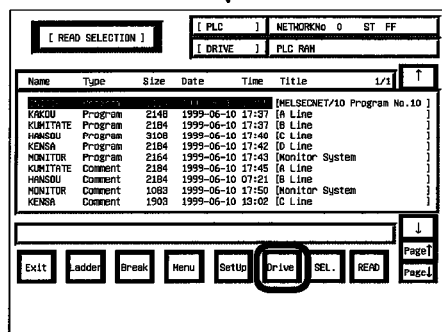 [ READ SELECTION ]
[ PLC ] NETWORKNo 0 ST FF
[ DRIVE ] PLC RAM
Name Type Size Date Time Title 1/1 ↑
[MELSECNET/10 Program No.10 ]
KAKOU Program 2148 1999-06-10 17:37 [A Line ]
KUMITATE Program 2184 1999-06-10 17:37 [B Line ]
HANSOU Program 3108 1999-06-10 17:40 [C Line ]
KENSA Program 2184 1999-06-10 17:42 [D Line ]
MONITOR Program 2164 1999-06-10 17:43 [Monitor System ]
KUMITATE Comment 2184 1999-06-10 17:45 [A Line ]
HANSOU Comment 2184 1999-06-10 07:21 [B Line ]
MONITOR Comment 1083 1999-06-10 17:50 [Monitor System ]
KENSA Comment 1903 1999-06-10 13:02 [C Line ]
↓
Page↑
Exit Ladder Break Menu SetUp Drive SEL. READ
Page↓